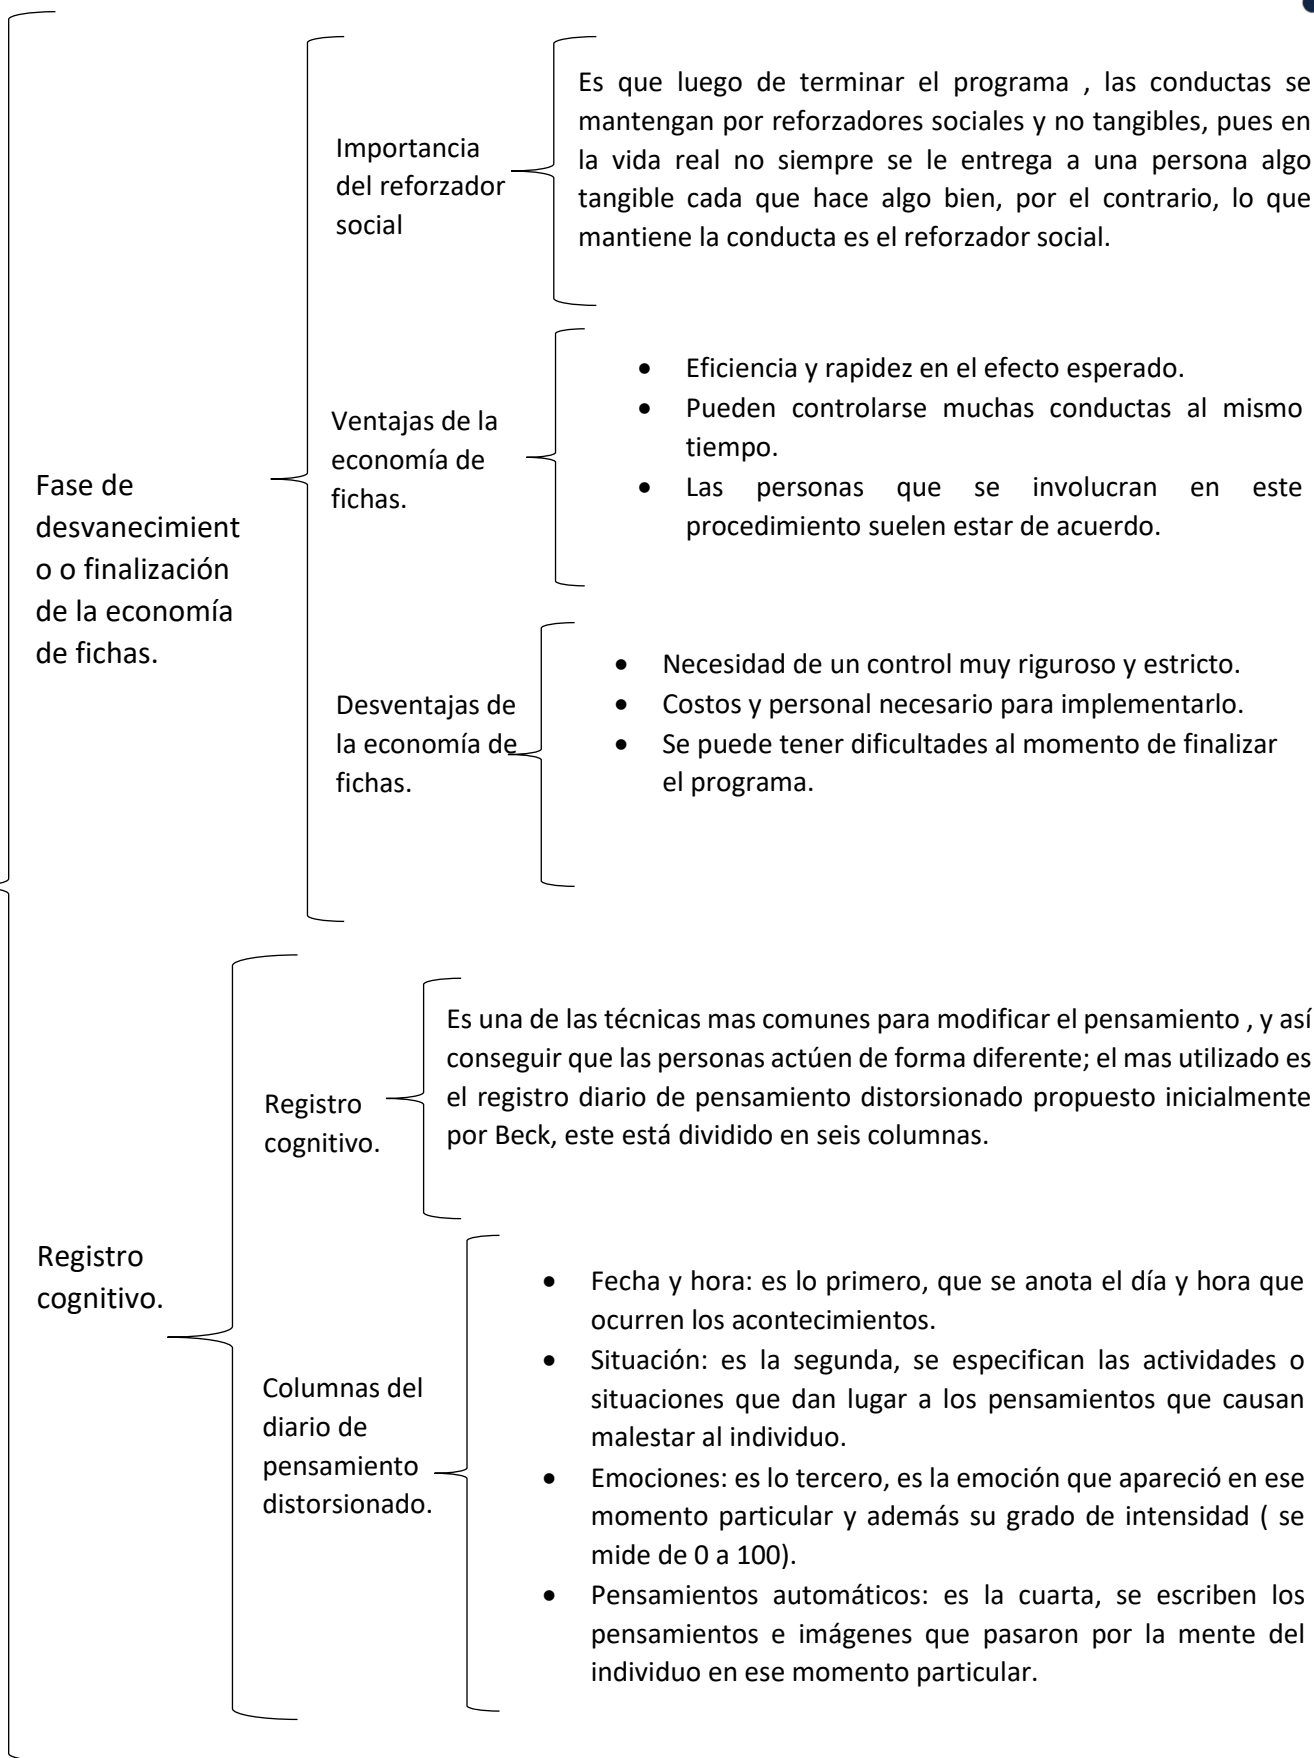 Fase de
desvanecimient
o o finalización
de la economía
de fichas.
Importancia
del reforzador
social
Es que luego de terminar el programa , las conductas se
mantengan por reforzadores sociales y no tangibles, pues en
la vida real no siempre se le entrega a una persona algo
tangible cada que hace algo bien, por el contrario, lo que
mantiene la conducta es el reforzador social.
Ventajas de la
economía de
fichas.
• Eficiencia y rapidez en el efecto esperado.
• Pueden controlarse muchas conductas al mismo
tiempo.
• Las personas que se involucran en este
procedimiento suelen estar de acuerdo.
Desventajas de
la economía de
fichas.
• Necesidad de un control muy riguroso y estricto.
• Costos y personal necesario para implementarlo.
• Se puede tener dificultades al momento de finalizar
el programa.
Registro
cognitivo.
Registro
cognitivo.
Es una de las técnicas mas comunes para modificar el pensamiento , y así
conseguir que las personas actúen de forma diferente; el mas utilizado es
el registro diario de pensamiento distorsionado propuesto inicialmente
por Beck, este está dividido en seis columnas.
Columnas del
diario de
pensamiento
distorsionado.
• Fecha y hora: es lo primero, que se anota el día y hora que
ocurren los acontecimientos.
• Situación: es la segunda, se especifican las actividades o
situaciones que dan lugar a los pensamientos que causan
malestar al individuo.
• Emociones: es lo tercero, es la emoción que apareció en ese
momento particular y además su grado de intensidad ( se
mide de 0 a 100).
• Pensamientos automáticos: es la cuarta, se escriben los
pensamientos e imágenes que pasaron por la mente del
individuo en ese momento particular.